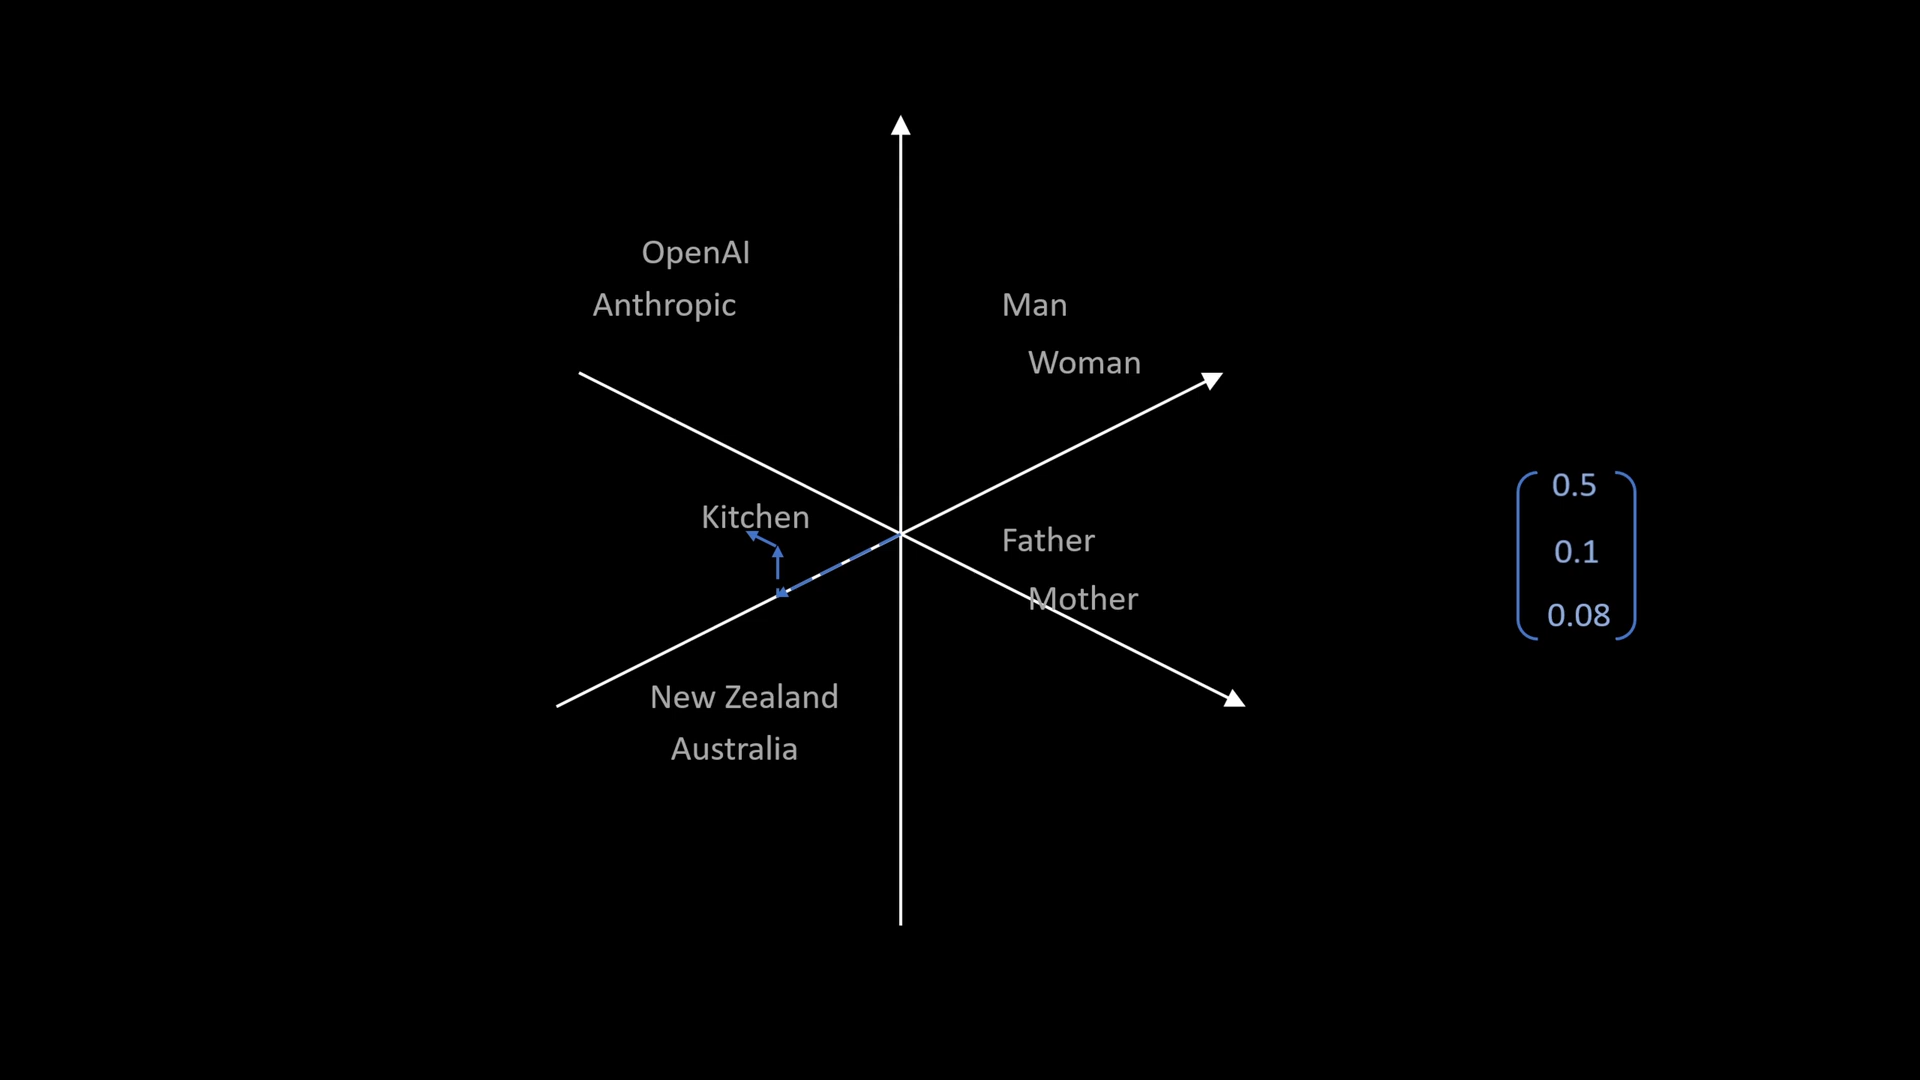 OpenAI
Anthropic
Man
Woman
Kitchen
Father
Mother
New Zealand
Australia
0.5
0.1
0.08